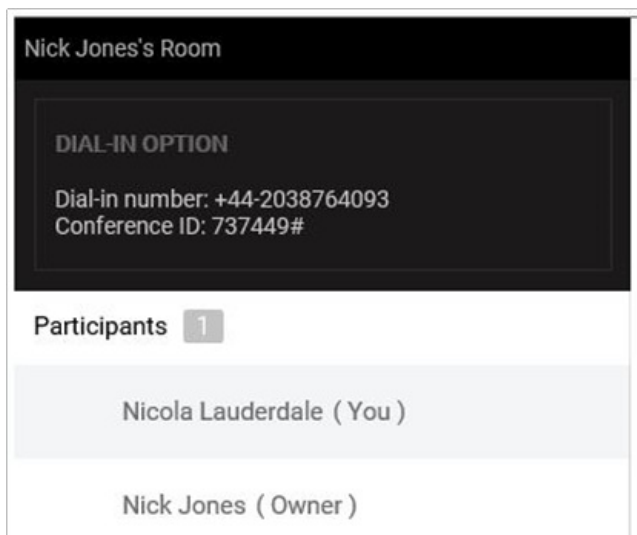 Nick Jones's Room
DIAL-IN OPTION
Dial-in number: +44-2038764093
Conference ID: 737449#
Participants 1
Nicola Lauderdale ( You )
Nick Jones ( Owner )